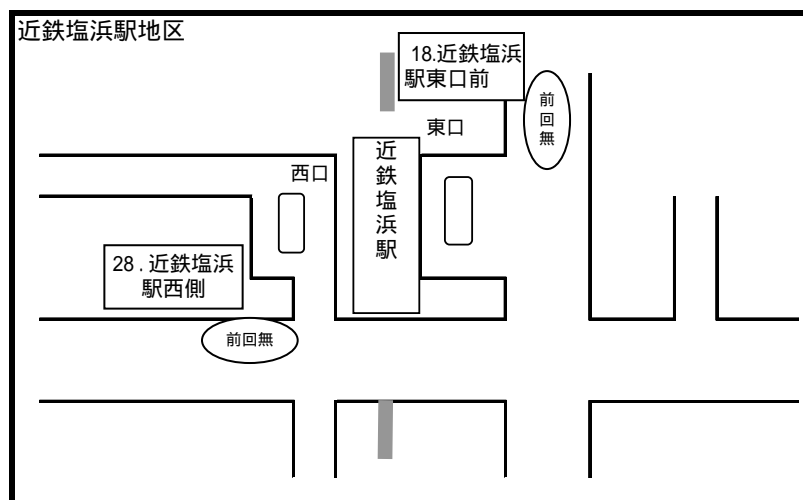 近鉄塩浜駅地区
18.近鉄塩浜
駅東口前
前回無
東口
近鉄塩浜駅
西口
28.近鉄塩浜
駅西側
前回無